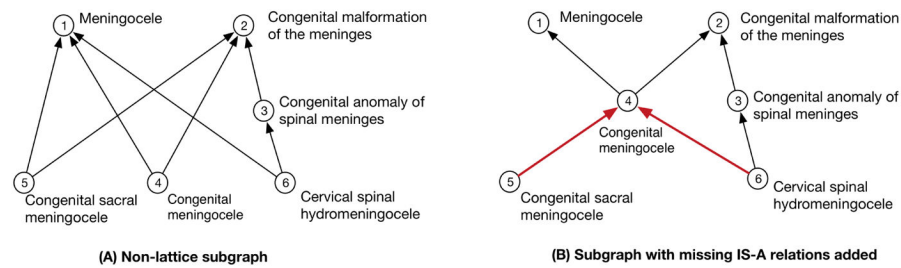 1
Meningocele
2
Congenital malformation
of the meninges
3
Congenital anomaly of
spinal meninges
5
Congenital sacral
meningocele
4
Congenital
meningocele
6
Cervical spinal
hydromeningocele
(A) Non-lattice subgraph
1
Meningocele
2
Congenital malformation
of the meninges
4
Congenital
meningocele
3
Congenital anomaly of
spinal meninges
5
Congenital sacral
meningocele
6
Cervical spinal
hydromeningocele
(B) Subgraph with missing IS-A relations added